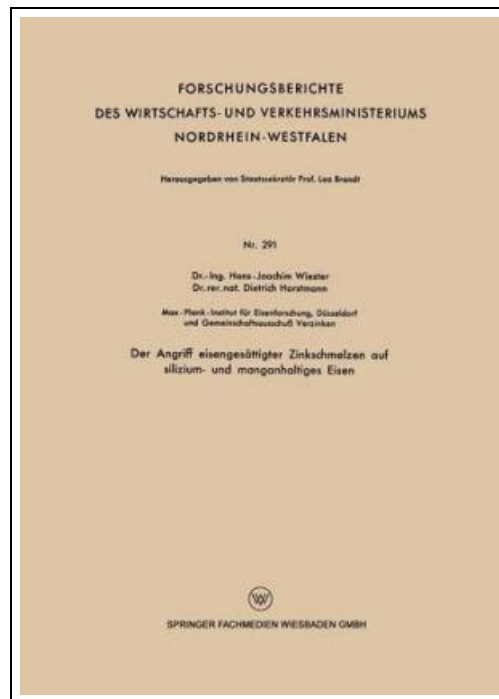 FORSCHUNGSBERICHTE
DES WIRTSCHAFTS- UND VERKEHRSMINISTERIUMS
NORDRHEIN-WESTFALEN
Herausgegeben von Staatssekretär Prof. Leo Brandt
Nr. 291
Dr.-Ing. Hans-Joachim Wiester
Dr. rer. nat. Dietrich Horstmann
Max-Plank-Institut für Eisenforschung, Düsseldorf
und Gemeinschaftsausschuß Verzinken
Der Angriff eisengesättigter Zinkschmelzen auf
silizium- und manganhaltiges Eisen
SPRINGER FACHMEDIEN WIESBADEN GMBH